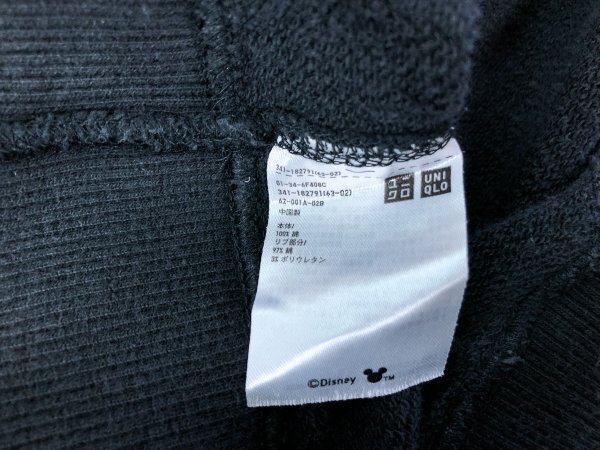 341-182791(63-02)
01-36-6F408C
341-182791(63-02)
62-001A-02B
中国製
本体/
100% 綿
リブ部分/
97% 綿
3% ポリウレタン
ユニクロ
UNIQLO
©Disney ™